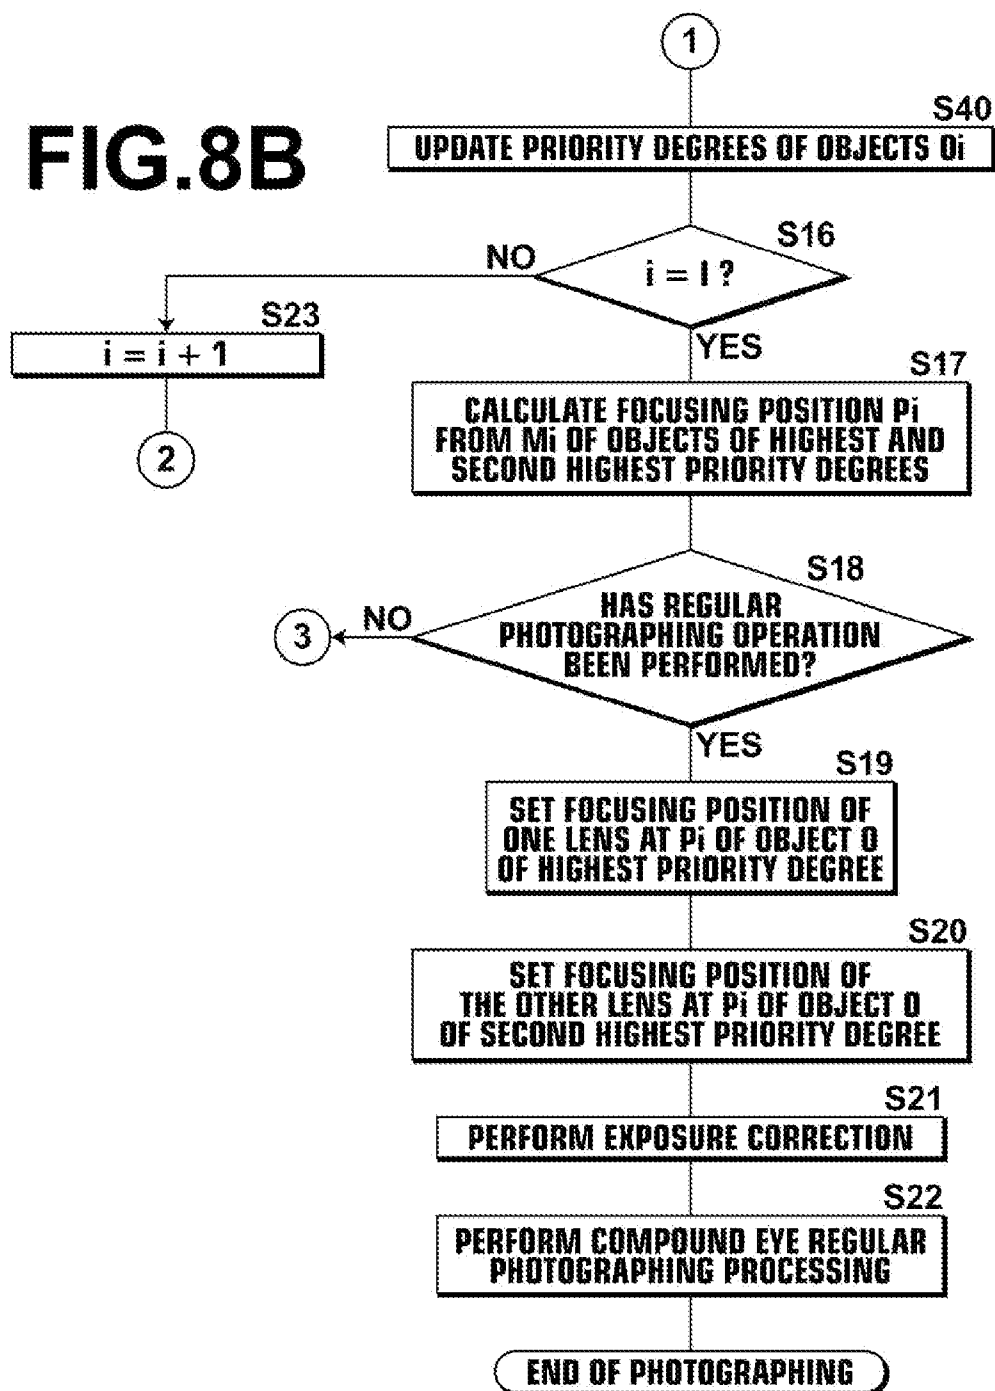 1
FIG.8B
S40
UPDATE PRIORITY DEGREES OF OBJECTS Oi
S16
NO
i = I ?
YES
S23
i = i + 1
2
S17
CALCULATE FOCUSING POSITION Pi
FROM Mi OF OBJECTS OF HIGHEST AND
SECOND HIGHEST PRIORITY DEGREES
S18
HAS REGULAR
PHOTOGRAPHING OPERATION
BEEN PERFORMED?
NO
3
YES
S19
SET FOCUSING POSITION OF
ONE LENS AT Pi OF OBJECT O
OF HIGHEST PRIORITY DEGREE
S20
SET FOCUSING POSITION OF
THE OTHER LENS AT Pi OF OBJECT O
OF SECOND HIGHEST PRIORITY DEGREE
S21
PERFORM EXPOSURE CORRECTION
S22
PERFORM COMPOUND EYE REGULAR
PHOTOGRAPHING PROCESSING
END OF PHOTOGRAPHING